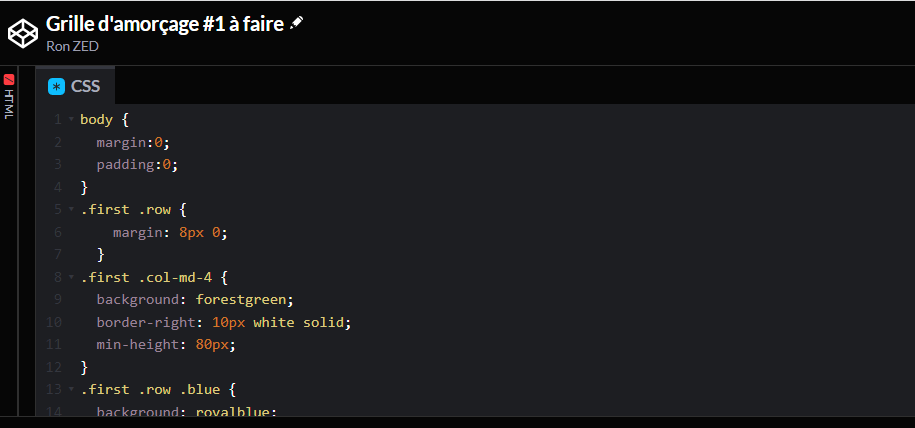 Grille d'amorçage #1 à faire
Ron ZED
HTML
CSS
1 body {
2 margin:0;
3 padding:0;
4 }
5 .first .row {
6 margin: 8px 0;
7 }
8 .first .col-md-4 {
9 background: forestgreen;
10 border-right: 10px white solid;
11 min-height: 80px;
12 }
13 .first .row .blue {
14 background: royalblue;